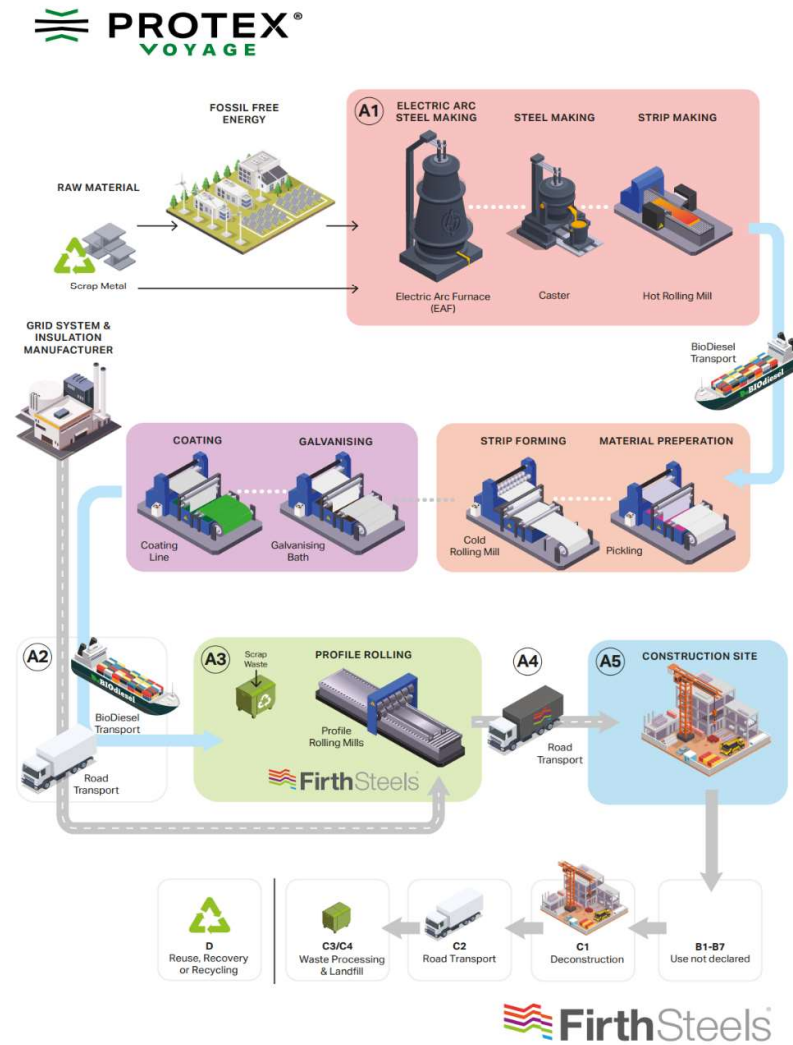 PROTEX®
VOYAGE
FOSSIL FREE
ENERGY
RAW MATERIAL
Scrap Metal
A1
ELECTRIC ARC
STEEL MAKING
STEEL MAKING
STRIP MAKING
Electric Arc Furnace
(EAF)
Caster
Hot Rolling Mill
BioDiesel
Transport
BIOdiesel
GRID SYSTEM &
INSULATION
MANUFACTURER
COATING
GALVANISING
STRIP FORMING
MATERIAL PREPERATION
Coating
Line
Galvanising
Bath
Cold
Rolling Mill
Pickling
A2
BIOdiesel
BioDiesel
Transport
Road
Transport
A3
Scrap
Waste
PROFILE ROLLING
Profile
Rolling Mills
FirthSteels
A4
Road
Transport
A5
CONSTRUCTION SITE
D
Reuse, Recovery
or Recycling
C3/C4
Waste Processing
& Landfill
C2
Road Transport
C1
Deconstruction
B1-B7
Use not declared
FirthSteels